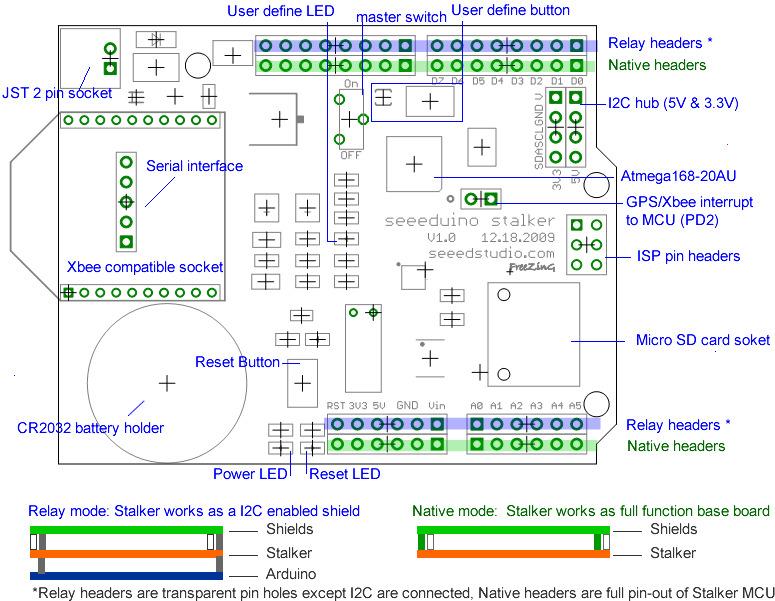 User define LED
master switch
User define button
Relay headers *
Native headers
JST 2 pin socket
On
OFF
D7 D6 D5 D4 D3 D2 D1 D0
I2C hub (5V & 3.3V)
SDASCLGND V
3V3
5V
Serial interface
Atmega168-20AU
GPS/Xbee interrupt
to MCU (PD2)
seeeduino stalker
V1.0 12.18.2009
seeedstudio.com
FreeZinG
ISP pin headers
Xbee compatible socket
Micro SD card soket
Reset Button
CR2032 battery holder
RST 3V3 5V GND Vin A0 A1 A2 A3 A4 A5
Relay headers *
Native headers
Power LED
Reset LED
Relay mode: Stalker works as a I2C enabled shield
Shields
Stalker
Arduino
Native mode: Stalker works as full function base board
Shields
Stalker
*Relay headers are transparent pin holes except I2C are connected, Native headers are full pin-out of Stalker MCU